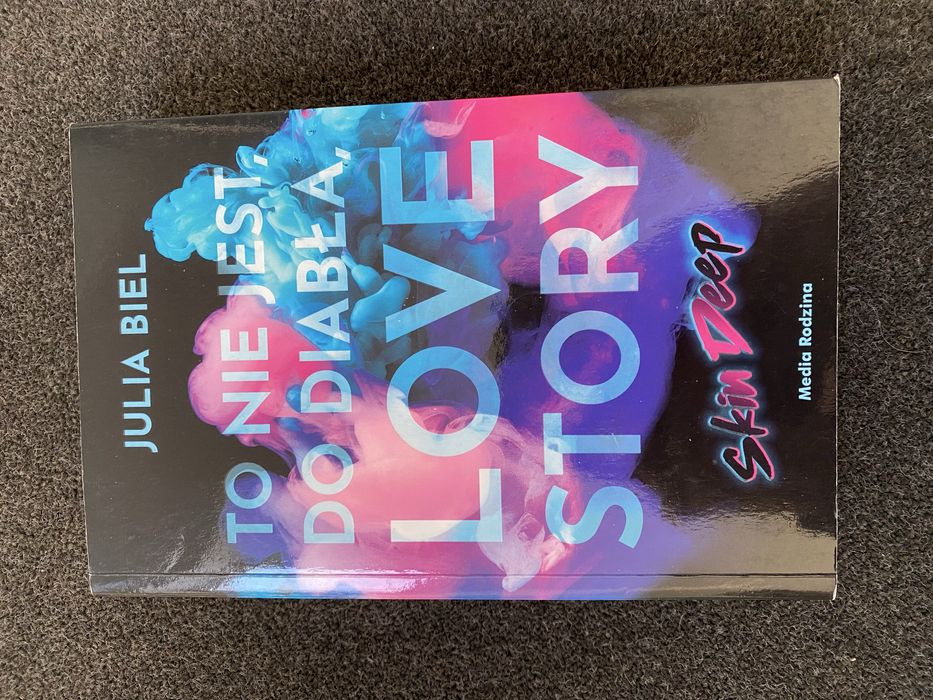 JULIA BIEL
TO NIE JEST,
DO DIABŁA,
LOVE
STORY
Skin Deep
Media Rodzina